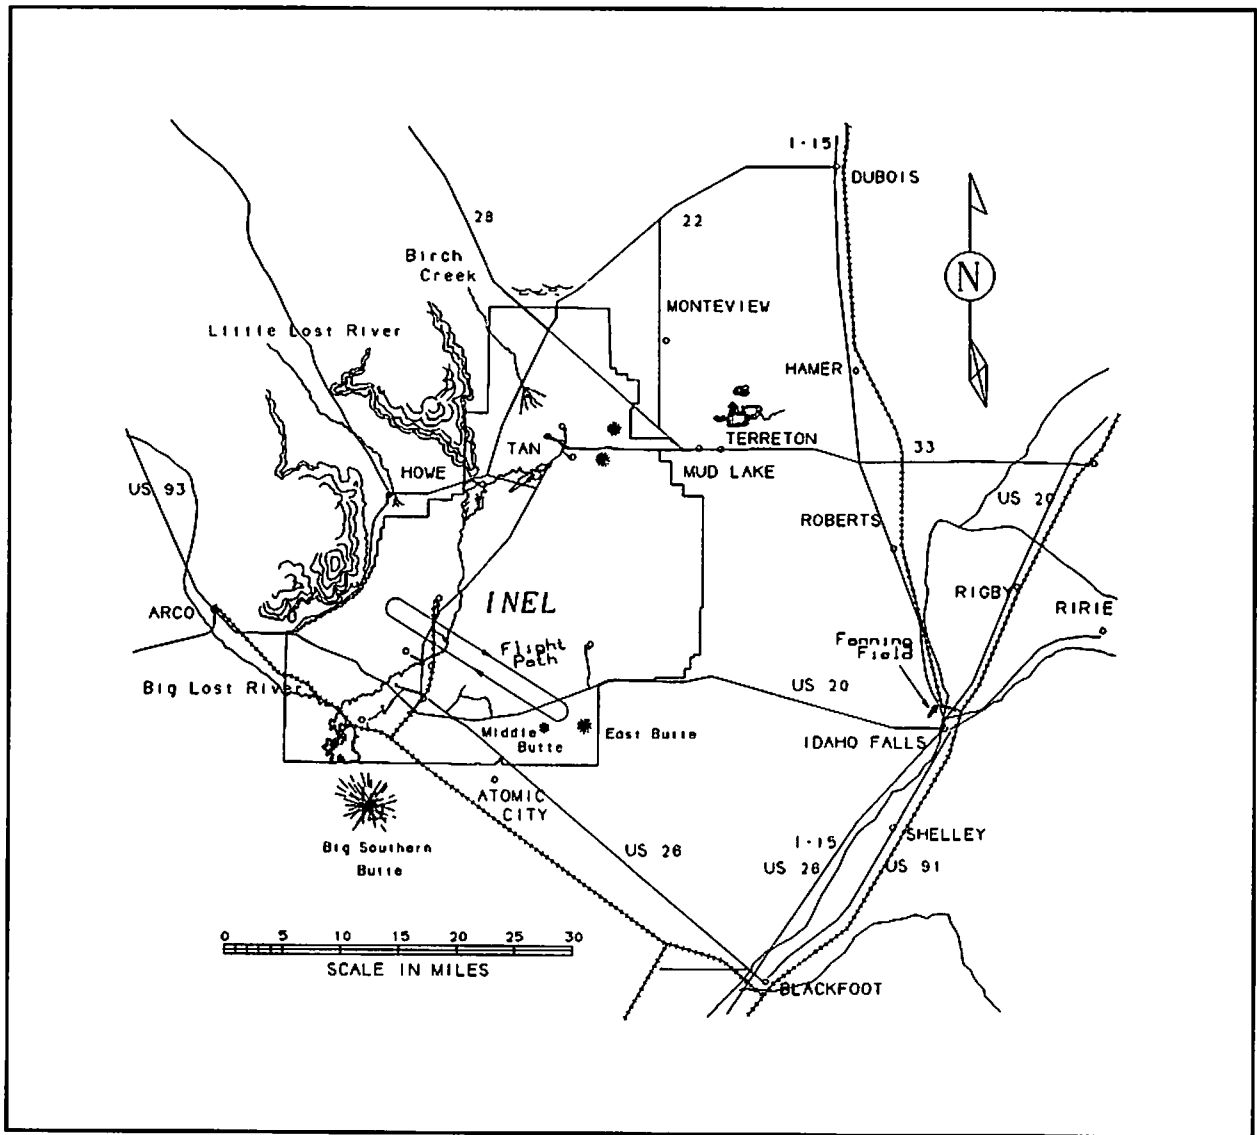 I-15
DUBOIS
28
22
Birch
Creek
N
MONTEVIEW
Little Lost River
HAMER
TERRETON
33
TAN
MUD LAKE
HOWE
US 93
US 20
ROBERTS
INEL
RIGBY
RIRIE
ARCO
Flight
Path
Fanning
Field
Big Lost River
US 20
Middle
Butte
East Butte
IDAHO FALLS
ATOMIC
CITY
SHELLEY
I-15
Big Southern
Butte
US 26
US 26
US 91
0 5 10 15 20 25 30
SCALE IN MILES
BLACKFOOT